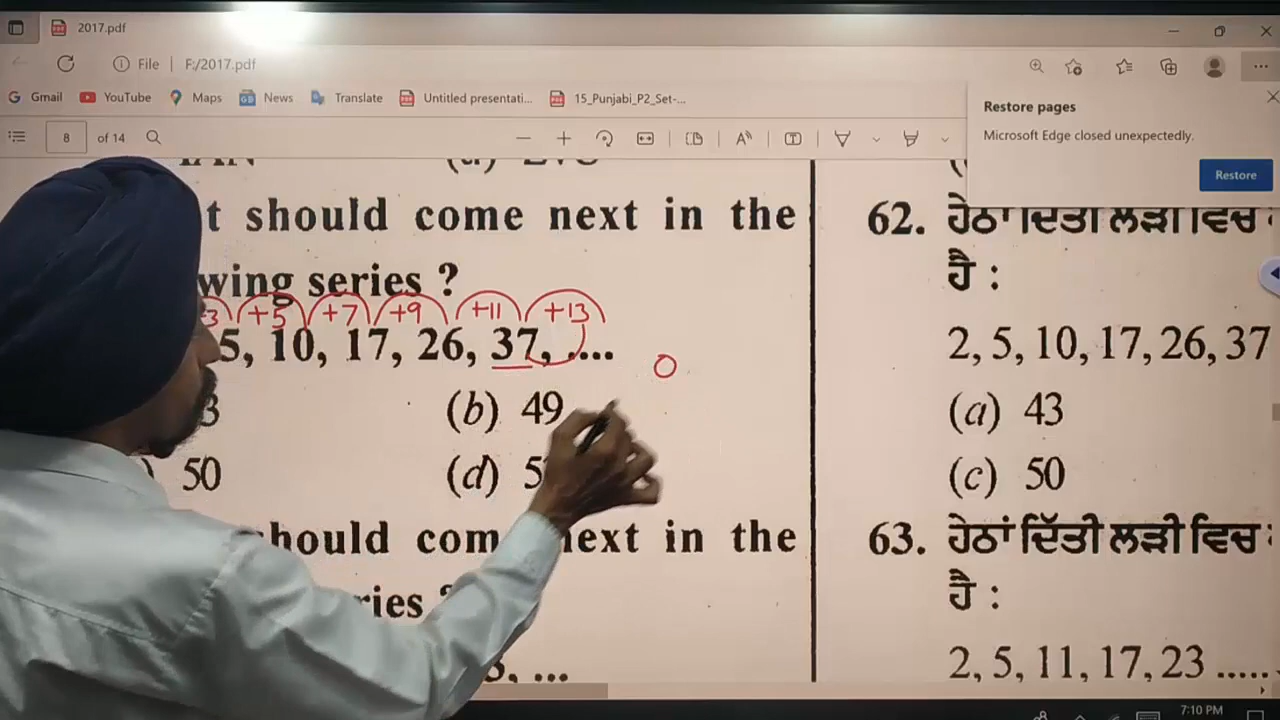 2017.pdf
File F:/2017.pdf
Gmail YouTube Maps News Translate Untitled presentati... 15_Punjabi_P2_Set-...
Restore pages
Microsoft Edge closed unexpectedly.
Restore
8 of 14
t should come next in the
wing series ?
+5 +7 +9 +11 +13
5, 10, 17, 26, 37, ....
0
(b) 49
50 (d)
hould com next in the
ries ?
62. ਹੇਠਾਂ ਦਿੱਤੀ ਲੜੀ ਵਿਚ
ਹੈ :
2, 5, 10, 17, 26, 37
(a) 43
(c) 50
63. ਹੇਠਾਂ ਦਿੱਤੀ ਲੜੀ ਵਿਚ
ਹੈ :
2, 5, 11, 17, 23 .....
7:10 PM